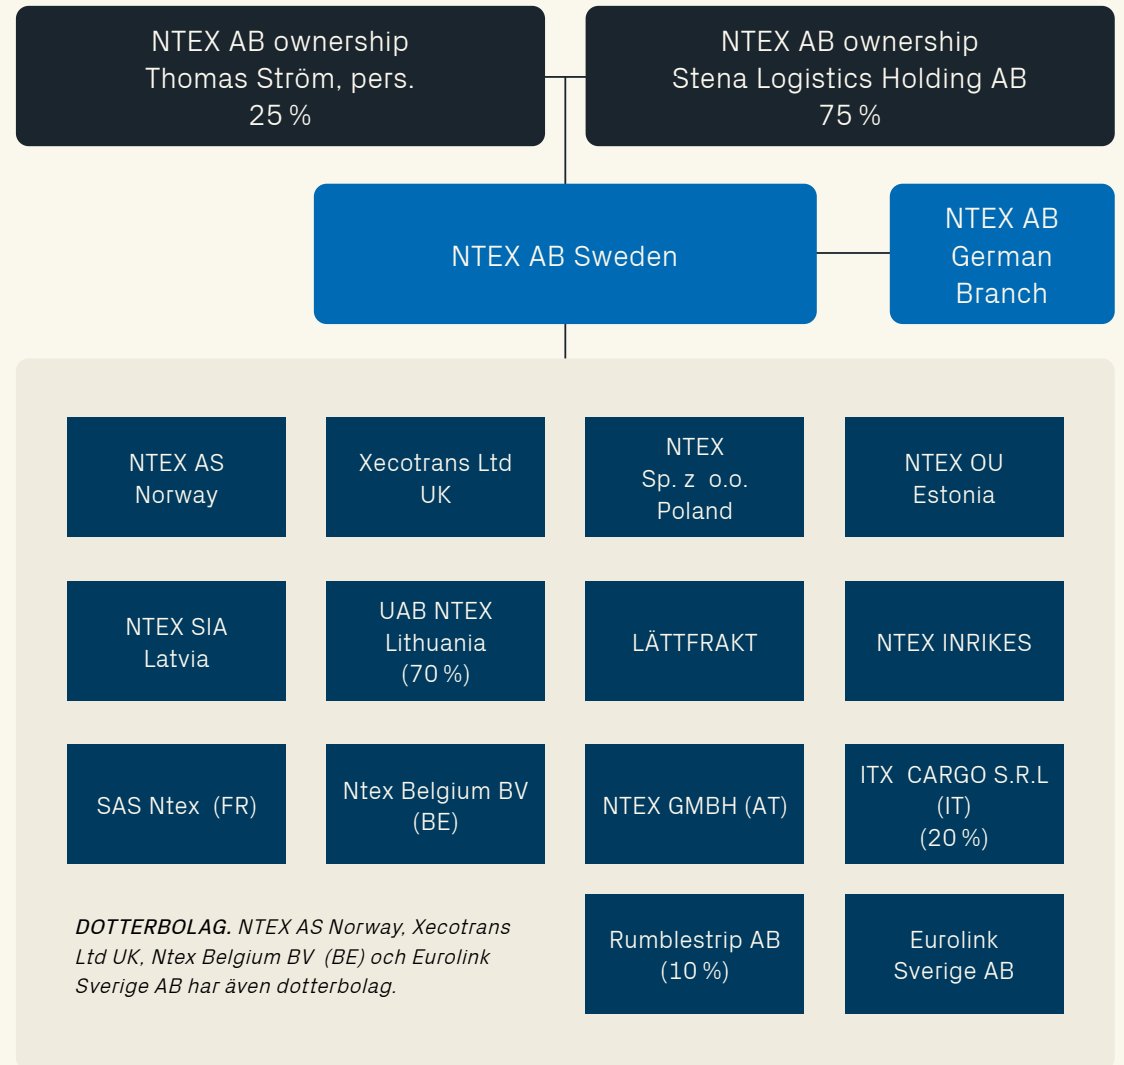 NTEX AB ownership
Thomas Ström, pers.
25 %
NTEX AB ownership
Stena Logistics Holding AB
75 %
NTEX AB Sweden
NTEX AB
German
Branch
NTEX AS
Norway
Xecotrans Ltd
UK
NTEX
Sp. z o.o.
Poland
NTEX OU
Estonia
NTEX SIA
Latvia
UAB NTEX
Lithuania
(70 %)
LÄTTFRAKT
NTEX INRIKES
SAS Ntex (FR)
Ntex Belgium BV
(BE)
NTEX GMBH (AT)
ITX CARGO S.R.L
(IT)
(20 %)
DOTTERBOLAG. NTEX AS Norway, Xecotrans
Ltd UK, Ntex Belgium BV (BE) och Eurolink
Sverige AB har även dotterbolag.
Rumblestrip AB
(10 %)
Eurolink
Sverige AB